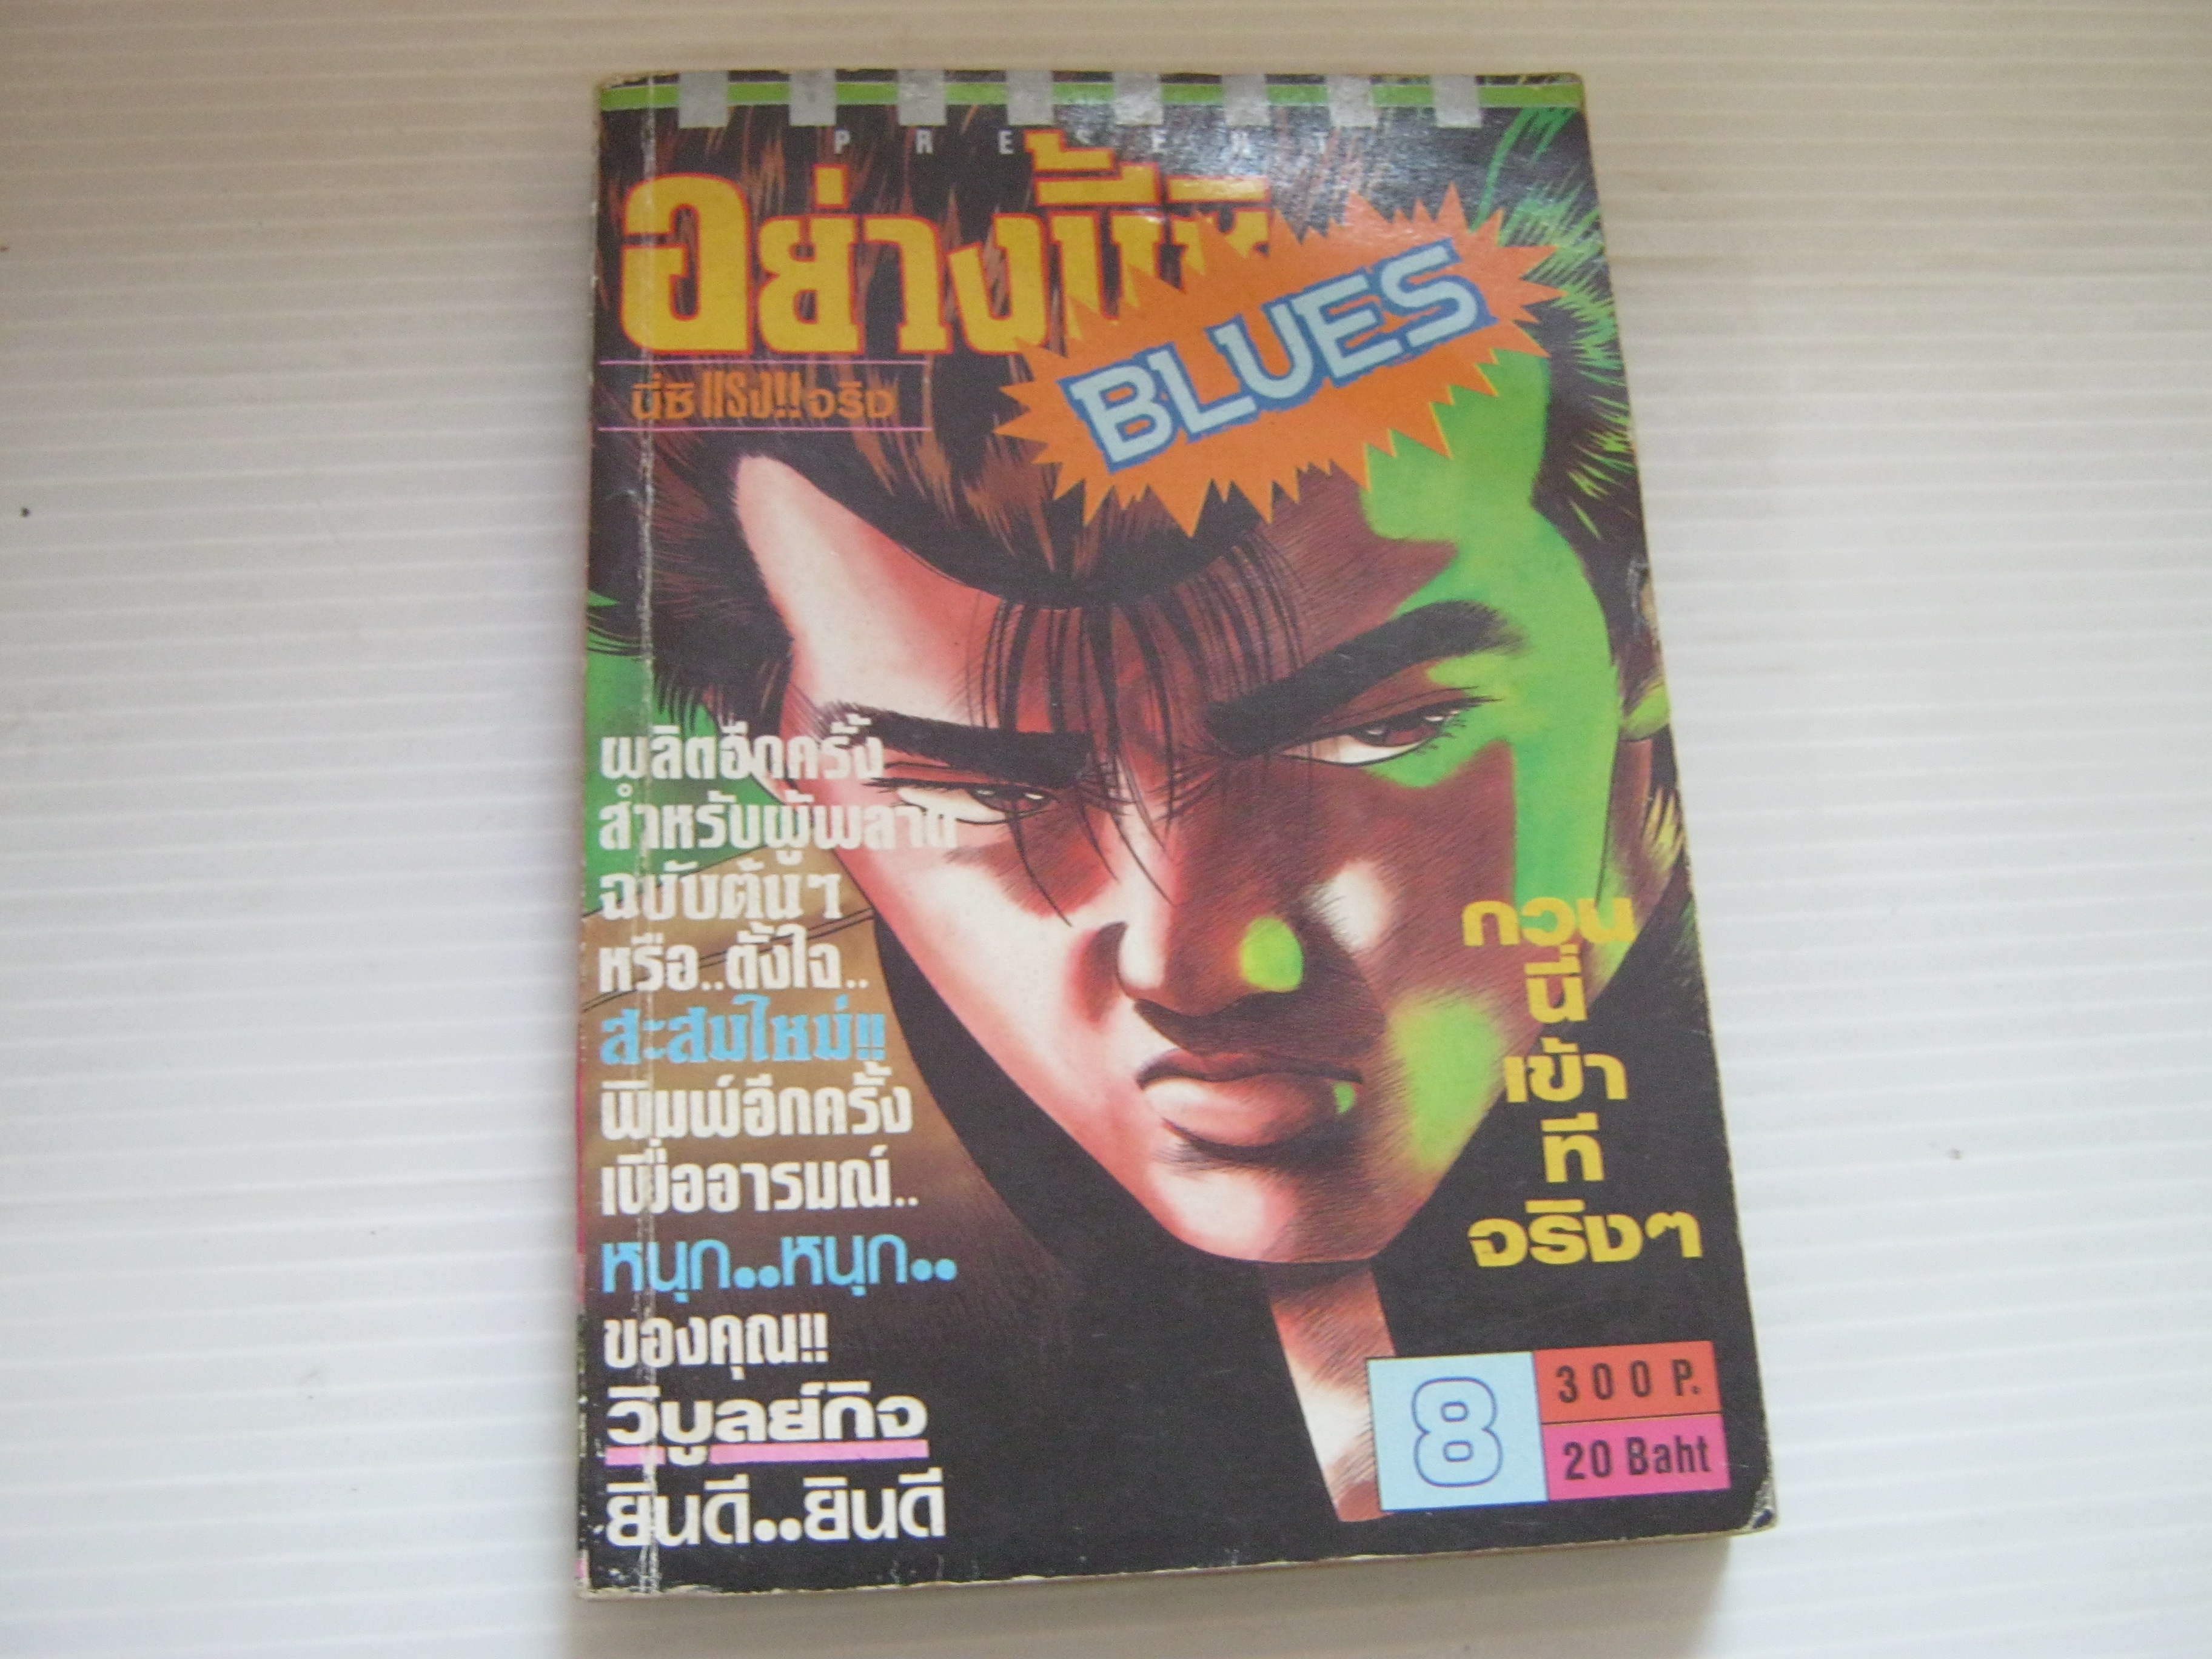 PRESENT
อย่างนี้ซิ
BLUES
นี่ซิแรง!!จริง
ผลิตอีกครั้ง
สำหรับผู้พลาด
ฉบับต้นๆ
หรือ..ตั้งใจ..
สะสมใหม่!!
พิมพ์อีกครั้ง
เพื่ออารมณ์..
หนุก..หนุก..
ของคุณ!!
วิบูลย์กิจ
ยินดี..ยินดี
กวน
นี่
เข้า
ที
จริงๆ
8
300 P.
20 Baht